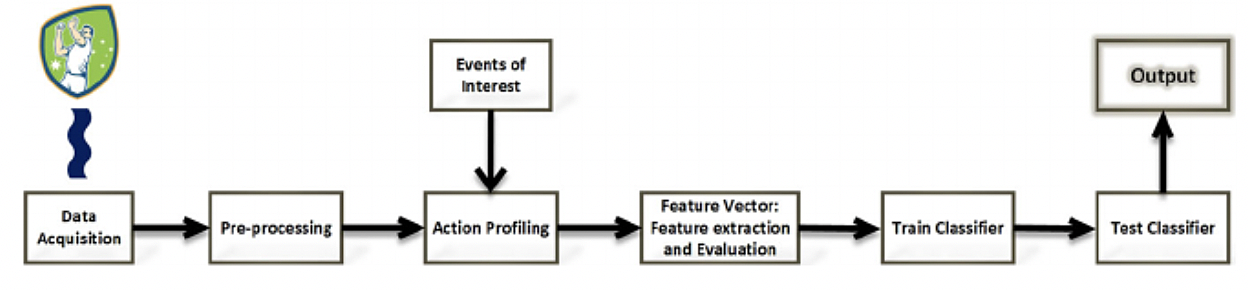 Events of
Interest
Output
Data
Acquisition
Pre-processing
Action Profiling
Feature Vector:
Feature extraction
and Evaluation
Train Classifier
Test Classifier